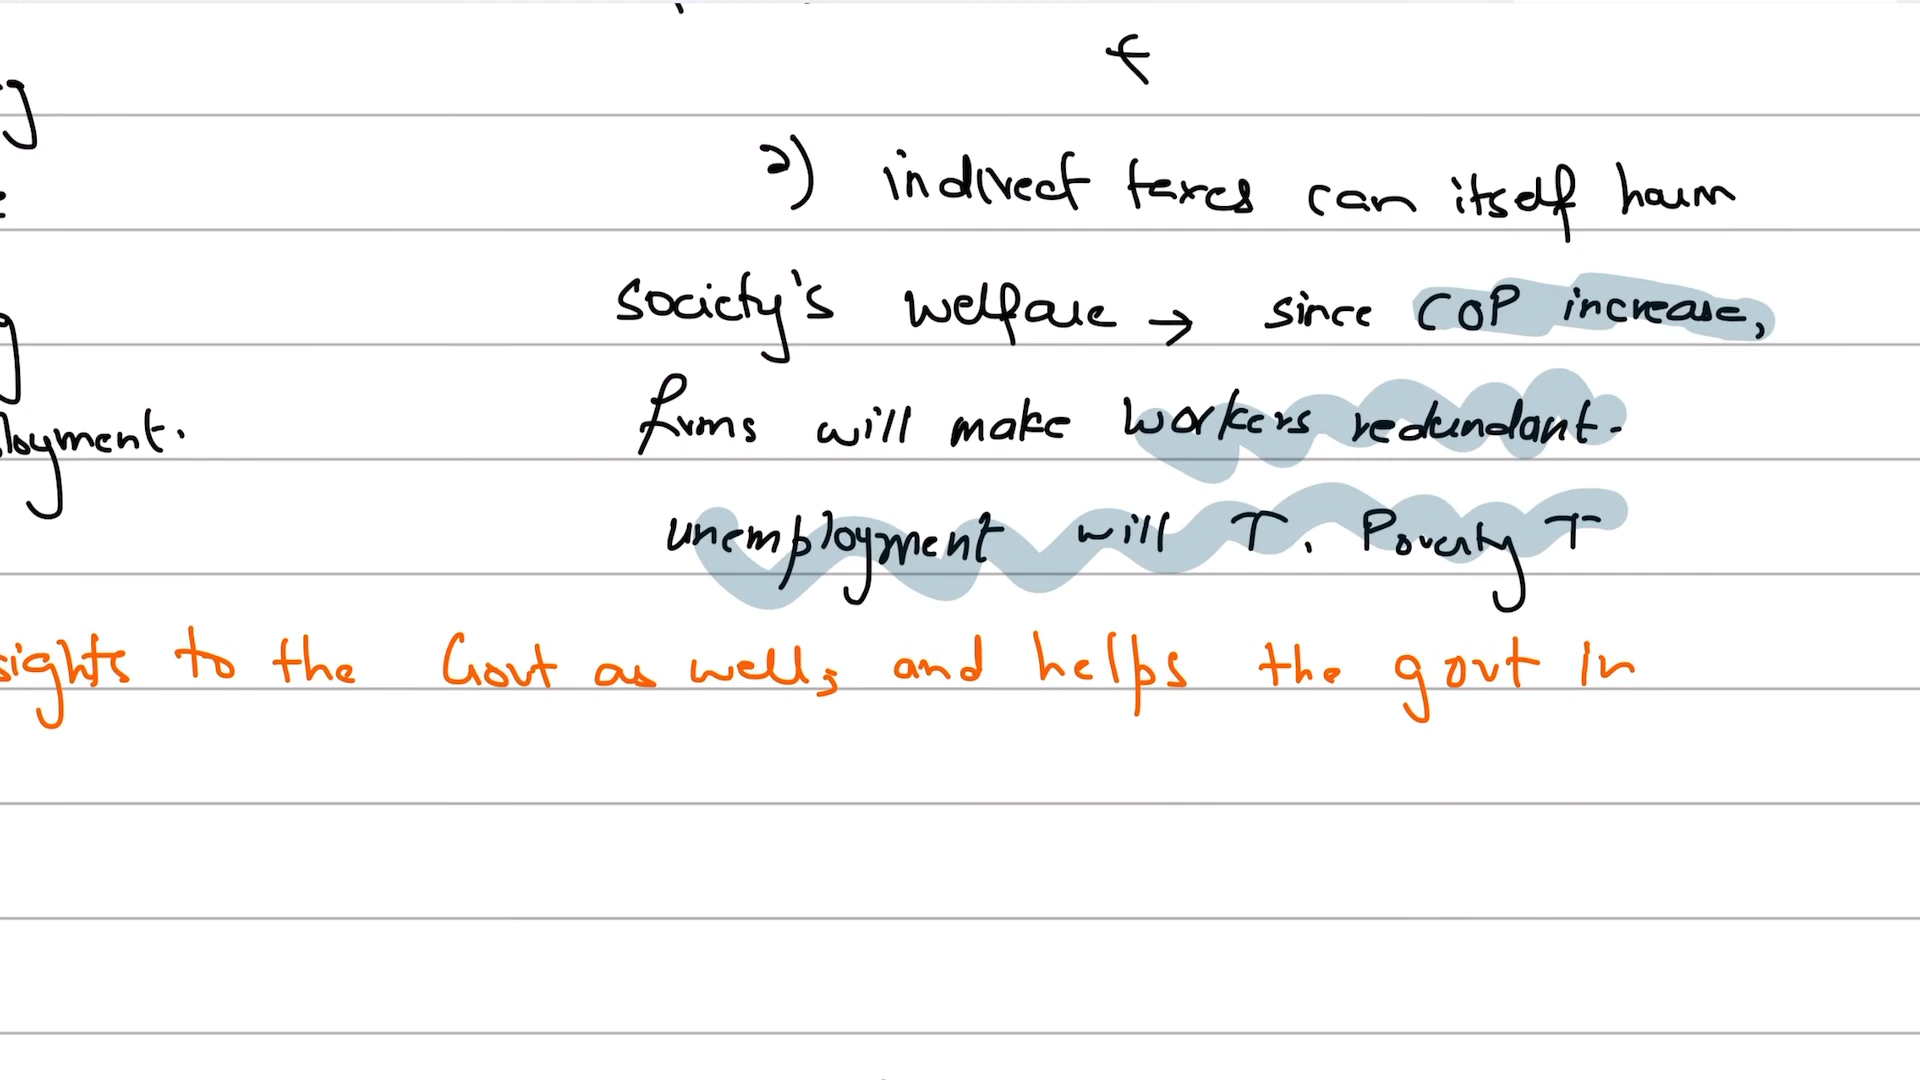 2) indirect taxes can itself harm
society's welfare → since COP increase,
firms will make workers redundant.
loyment.
unemployment will ↑. Poverty ↑
sights to the Govt as well; and helps the govt in